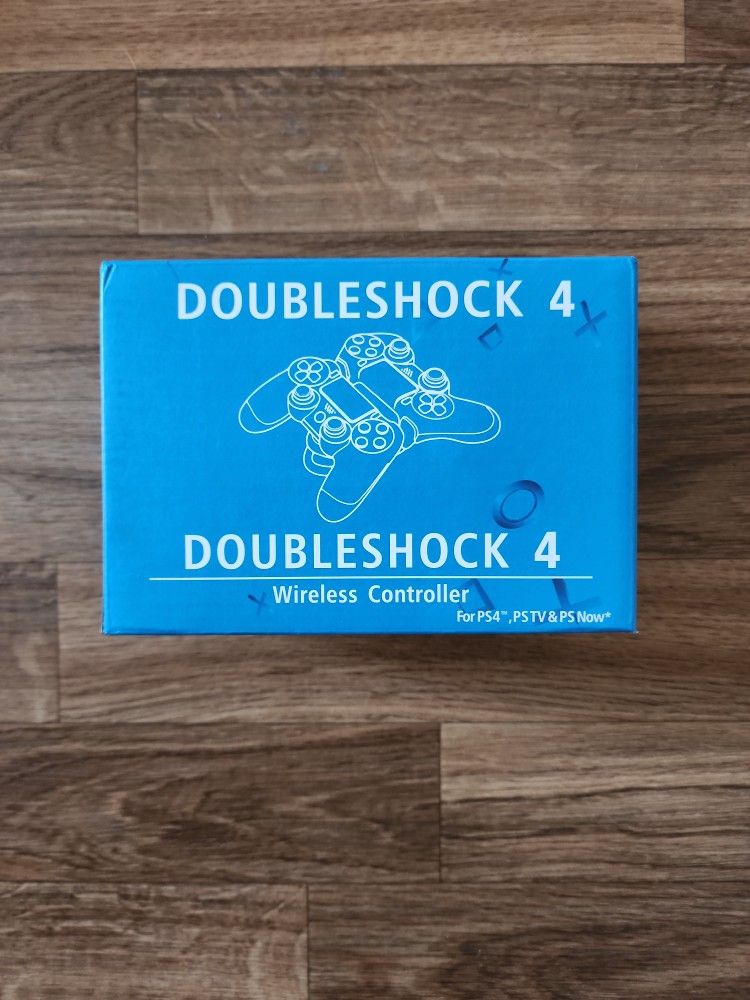 DOUBLESHOCK 4
DOUBLESHOCK 4
Wireless Controller
For PS4™, PS TV & PS Now*